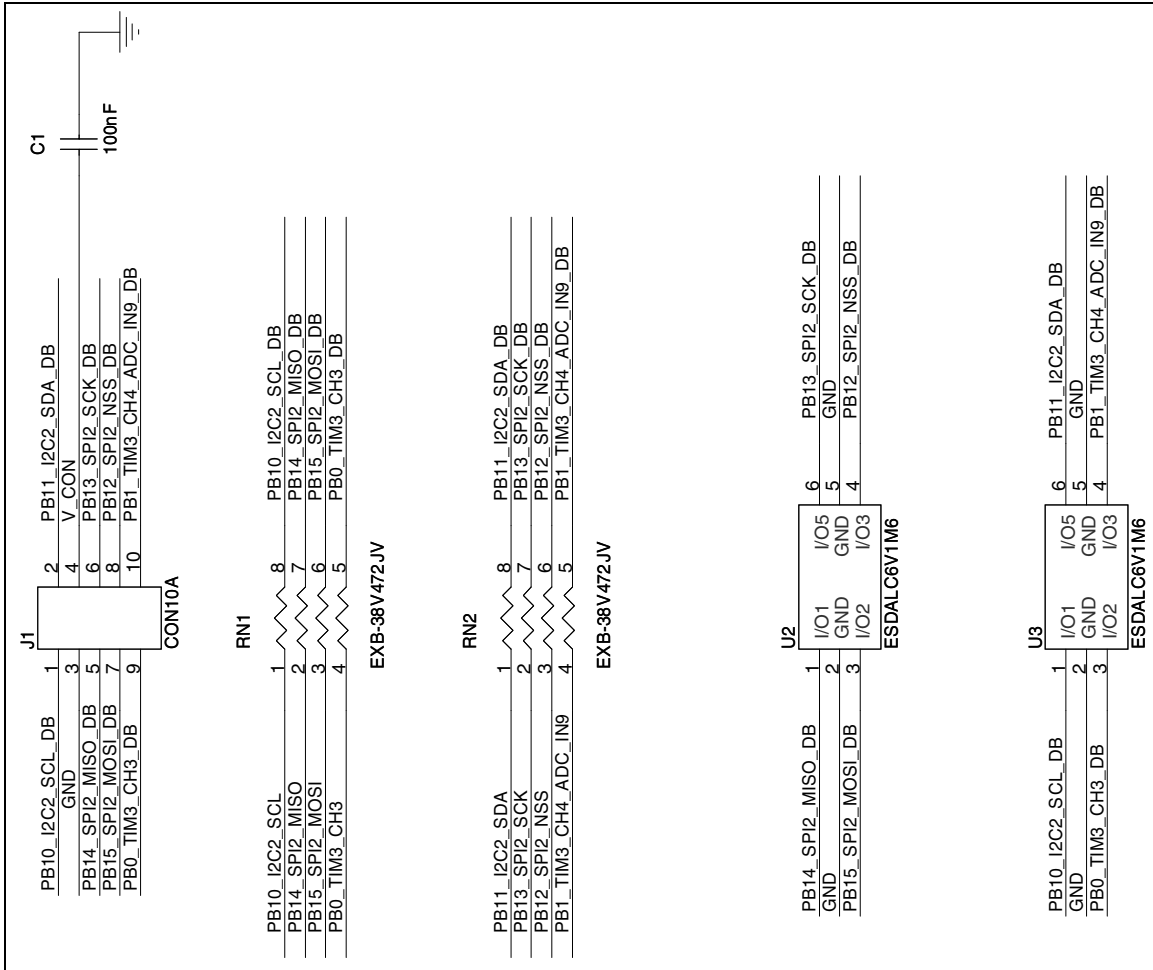 C1
100nF
J1
CON10A
PB10_I2C2_SCL_DB 1
GND 3
PB14_SPI2_MISO_DB 5
PB15_SPI2_MOSI_DB 7
PB0_TIM3_CH3_DB 9
2 PB11_I2C2_SDA_DB
4 V_CON
6 PB13_SPI2_SCK_DB
8 PB12_SPI2_NSS_DB
10 PB1_TIM3_CH4_ADC_IN9_DB
RN1
PB10_I2C2_SCL 1
PB14_SPI2_MISO 2
PB15_SPI2_MOSI 3
PB0_TIM3_CH3 4
8 PB10_I2C2_SCL_DB
7 PB14_SPI2_MISO_DB
6 PB15_SPI2_MOSI_DB
5 PB0_TIM3_CH3_DB
EXB-38V472JV
RN2
PB11_I2C2_SDA 1
PB13_SPI2_SCK 2
PB12_SPI2_NSS 3
PB1_TIM3_CH4_ADC_IN9 4
8 PB11_I2C2_SDA_DB
7 PB13_SPI2_SCK_DB
6 PB12_SPI2_NSS_DB
5 PB1_TIM3_CH4_ADC_IN9_DB
EXB-38V472JV
U2
PB14_SPI2_MISO_DB 1 I/O1
GND 2 GND
PB15_SPI2_MOSI_DB 3 I/O2
I/O5 6 PB13_SPI2_SCK_DB
GND 5 GND
I/O3 4 PB12_SPI2_NSS_DB
ESDALC6V1M6
U3
PB10_I2C2_SCL_DB 1 I/O1
GND 2 GND
PB0_TIM3_CH3_DB 3 I/O2
I/O5 6 PB11_I2C2_SDA_DB
GND 5 GND
I/O3 4 PB1_TIM3_CH4_ADC_IN9_DB
ESDALC6V1M6